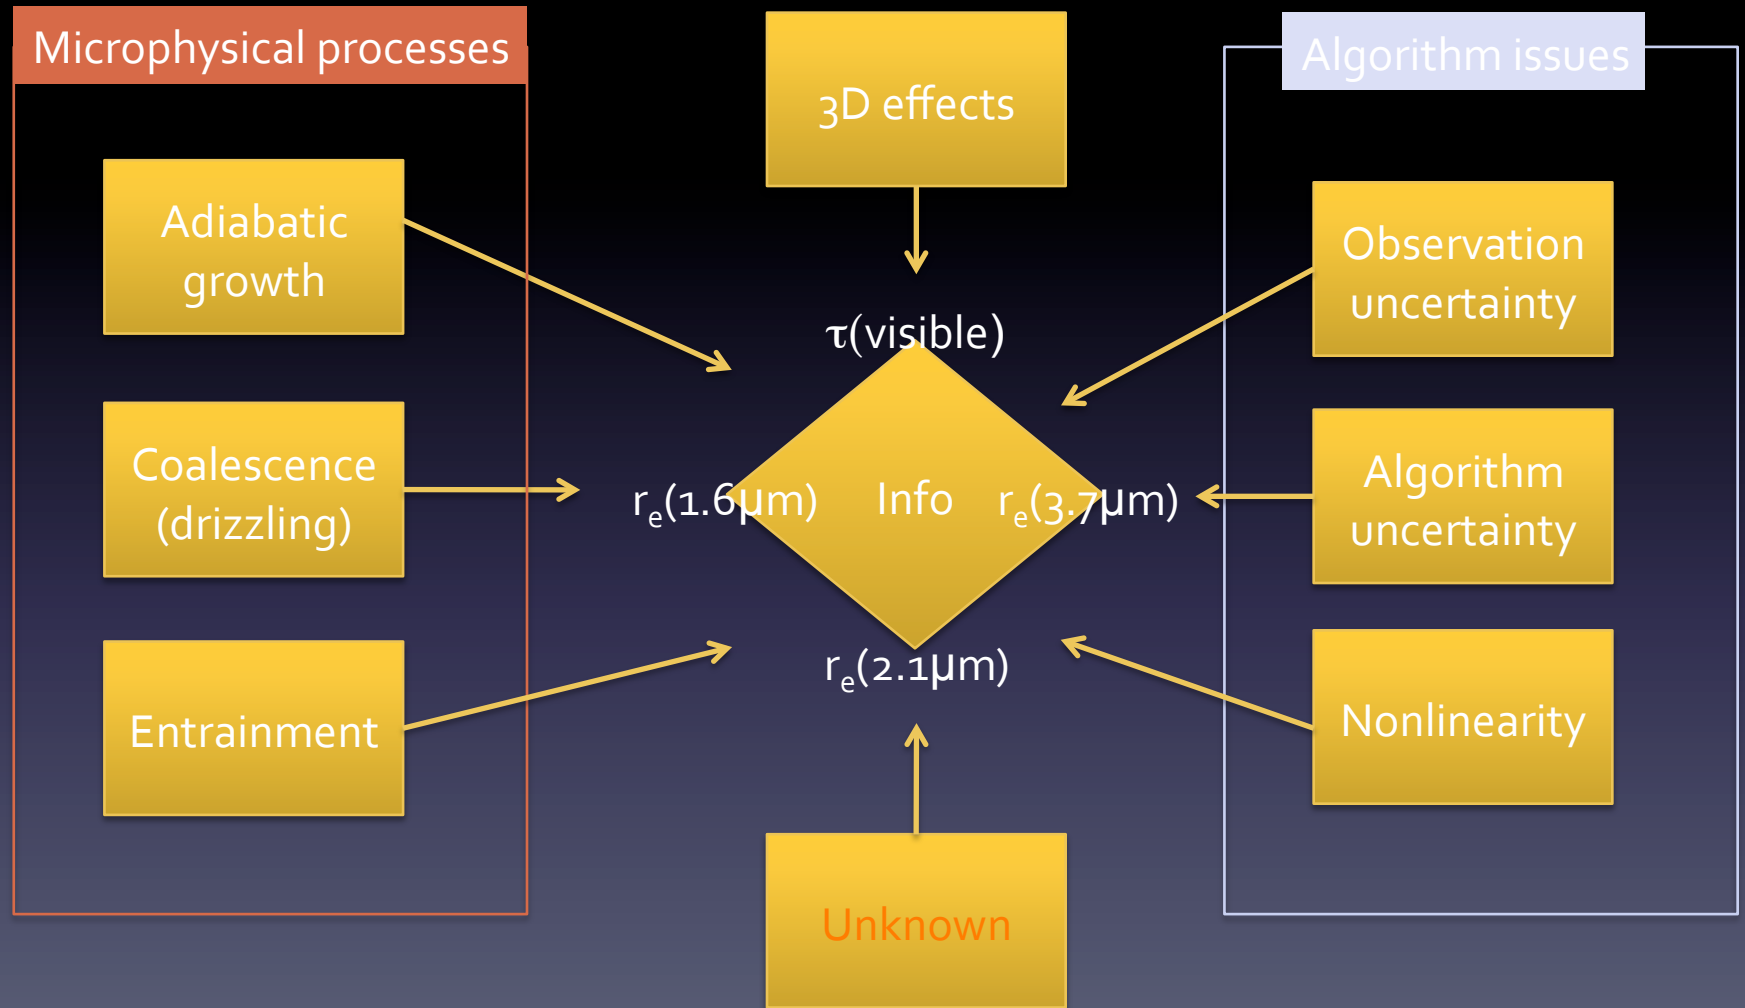 Microphysical processes
3D effects
Algorithm issues
Adiabatic
growth
Observation
uncertainty
τ(visible)
Coalescence
(drizzling)
rₑ(1.6μm)
Info
rₑ(3.7μm)
Algorithm
uncertainty
rₑ(2.1μm)
Entrainment
Nonlinearity
Unknown